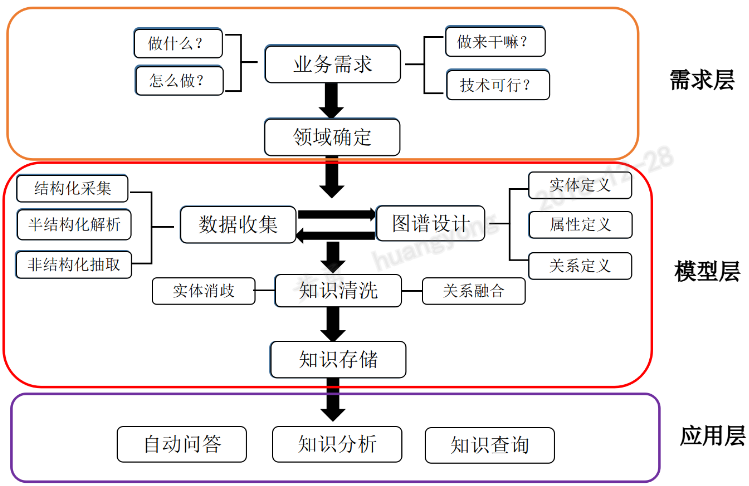 做什么?
做来干嘛?
业务需求
怎么做?
技术可行?
需求层
领域确定
结构化采集
实体定义
半结构化解析
数据收集
图谱设计
属性定义
非结构化抽取
关系定义
模型层
实体消歧
知识清洗
关系融合
知识存储
自动问答
知识分析
知识查询
应用层
huangyong